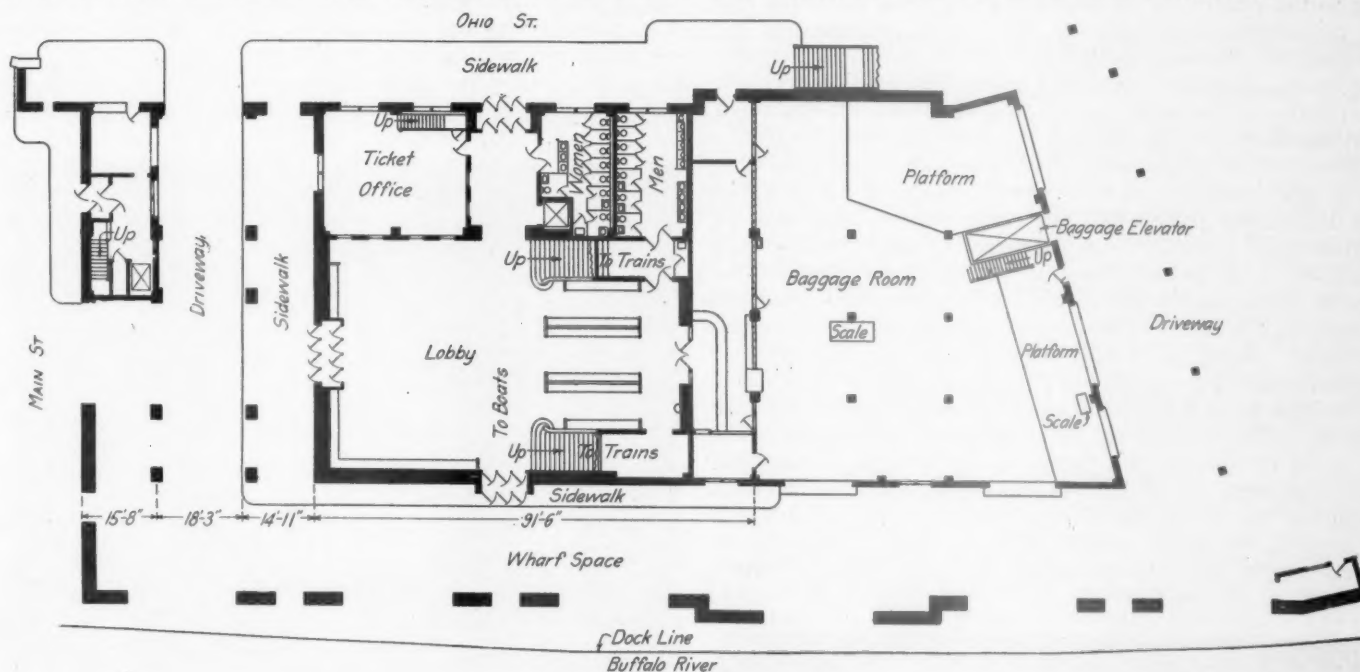 OHIO ST.
Sidewalk
Up
Up
Ticket
Office
Women
Men
Platform
Baggage Elevator
Up
Up
Up
To Trains
Baggage Room
Driveway
Sidewalk
Scale
Driveway
MAIN ST
Lobby
To Boats
Platform
Scale
Up
To Trains
Sidewalk
15'-8"
18'-3"
14'-11"
91'-6"
Wharf Space
Dock Line
Buffalo River